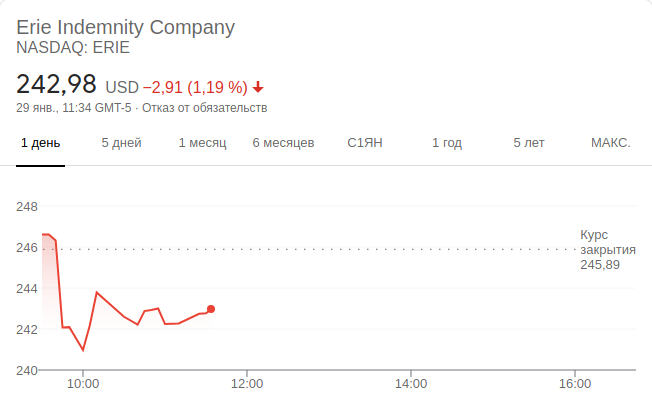 Erie Indemnity Company
NASDAQ: ERIE
242,98 USD −2,91 (1,19 %)
29 янв., 11:34 GMT-5 · Отказ от обязательств
1 день 5 дней 1 месяц 6 месяцев С1ЯН 1 год 5 лет МАКС.
248
Курс
246 закрытия
245,89
244
242
240
10:00 12:00 14:00 16:00